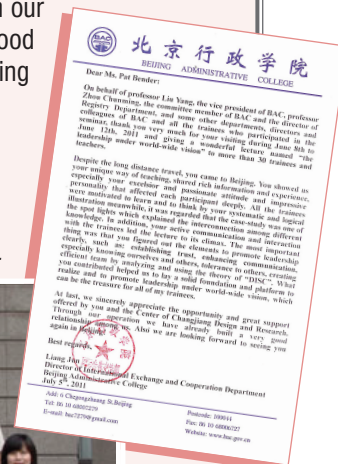 n our
ood
ing
BAC
北京行政学院
BEIJING ADMINISTRATIVE COLLEGE
Dear Ms. Pat Bender:
On behalf of professor Liu Yang, the vice president of BAC, professor
Zhou Chunming, the committee member of BAC and the director of
Registry Department, and some other departments, directors and
colleagues of BAC and all the trainees who participated in the
seminar, thank you very much for your visiting during June 8th to
June 12th, 2011 and giving a wonderful lecture named "the
leadership under world-wide vision" to more than 30 trainees and
teachers.
Despite the long distance travel, you came to Beijing. You showed us
your unique way of teaching, shared rich information and experience,
especially your excelsior and passionate attitude and impressive
personality that affected each participant deeply. All the trainees
were motivated to learn and to think by your systematic and logical
illustration meanwhile, it was regarded that the case-study was one of
the spot lights which explained the interconnection among different
knowledge. In addition, your active communication and interaction
with the trainees led the lecture to its climax. The most important
thing was that you figured out the elements to promote leadership
clearly, such as: establishing trust, enhancing communication,
especially knowing ourselves and others, tolerance to others, creating
efficient team by analyzing and using the theory of "DISC". What
you contributed helped us to lay a solid foundation and platform to
realize and to promote leadership under world-wide vision, which
can be the treasure for all of my trainees.
At last, we sincerely appreciate the opportunity and great support
offered by you and the Center of Changjiang Design and Research.
Through our operation we have already built a very good
relationship among us. Also we are looking forward to seeing you
again in Beijing!
Best regards,
Liang Jun
Director of International Exchange and Cooperation Department
Beijing Administrative College
July 5th, 2011
Add: 6 Chegongzhuang St,Beijing
Postcode: 100044
Tel: 86 10 68007279
Fax: 86 10 68006727
E-mail: bac7279@gmail.com
Website: www.bac.gov.cn